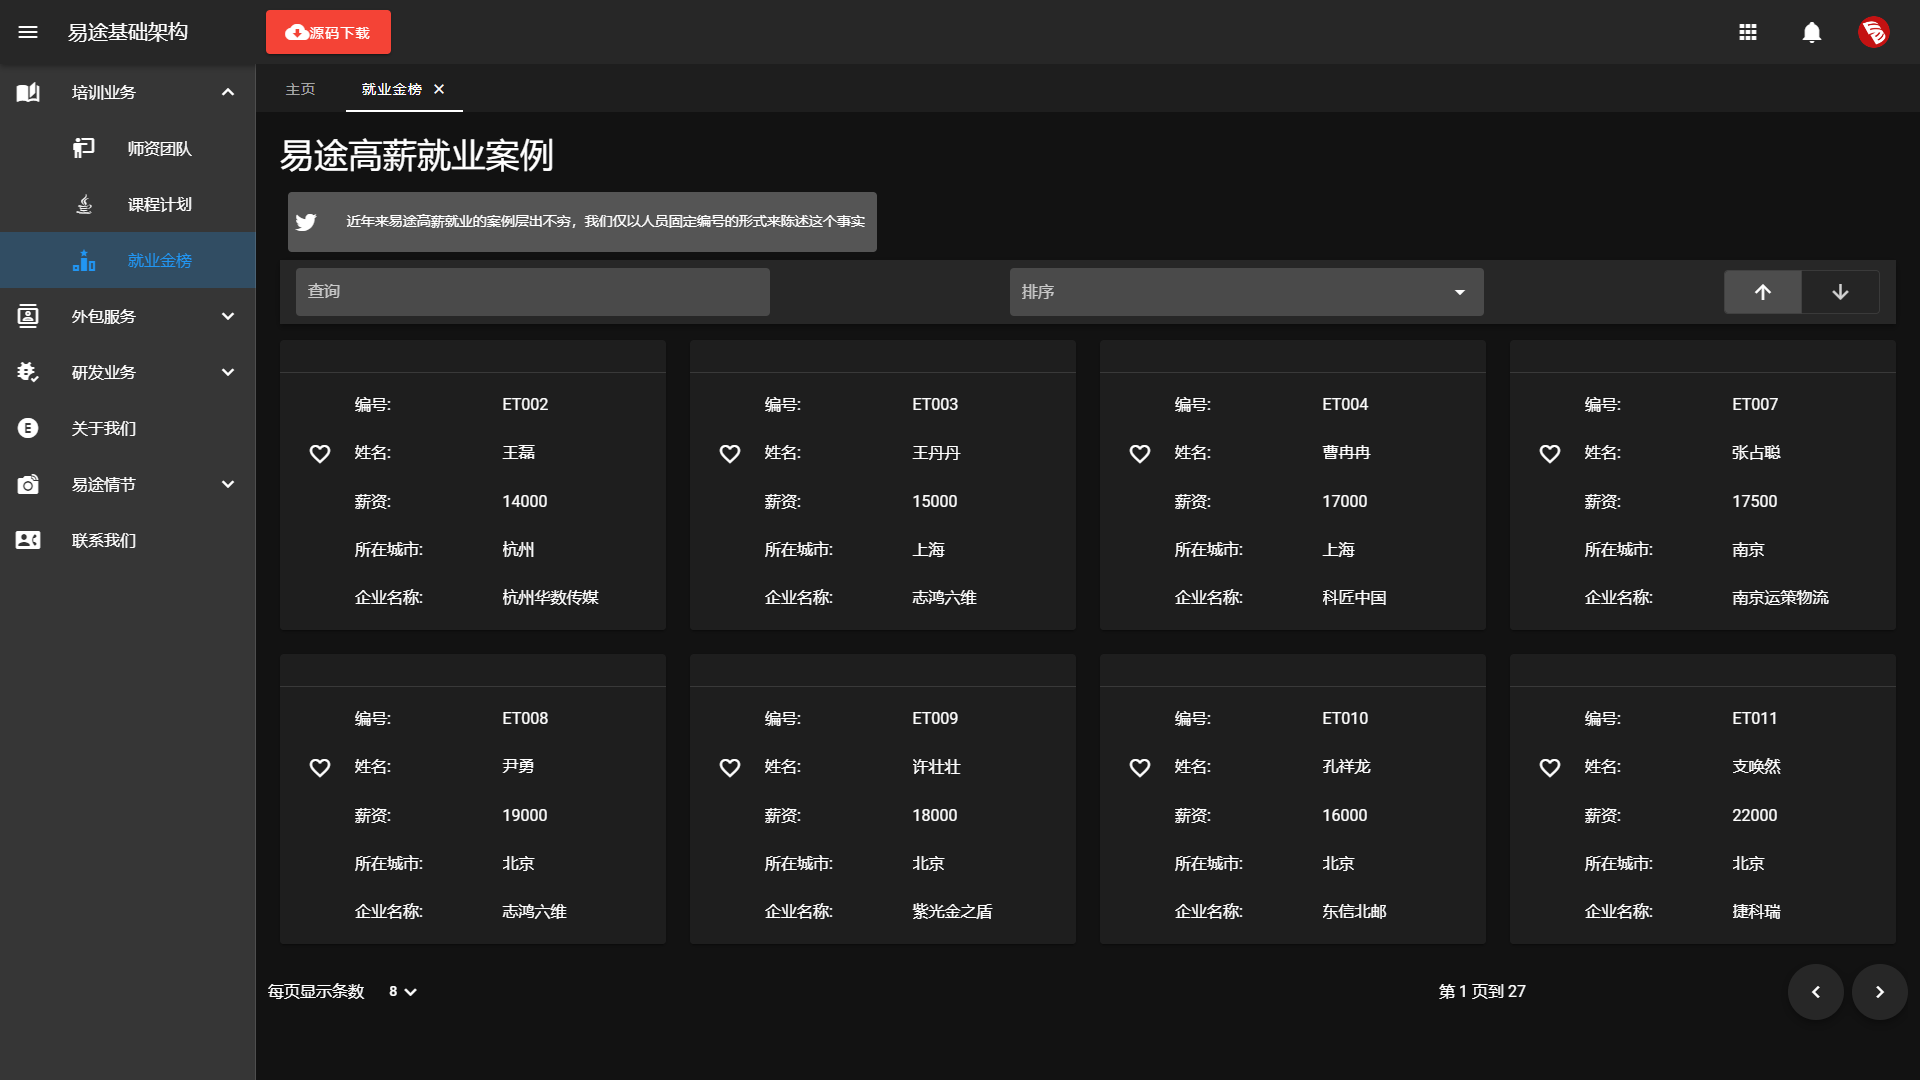 易途基础架构
源码下载
培训业务
师资团队
课程计划
就业金榜
外包服务
研发业务
关于我们
易途情节
联系我们
主页 就业金榜
易途高薪就业案例
近年来易途高薪就业的案例层出不穷，我们仅以人员固定编号的形式来陈述这个事实
查询 排序
编号: ET002
姓名: 王磊
薪资: 14000
所在城市: 杭州
企业名称: 杭州华数传媒
编号: ET003
姓名: 王丹丹
薪资: 15000
所在城市: 上海
企业名称: 志鸿六维
编号: ET004
姓名: 曹冉冉
薪资: 17000
所在城市: 上海
企业名称: 科匠中国
编号: ET007
姓名: 张占聪
薪资: 17500
所在城市: 南京
企业名称: 南京运策物流
编号: ET008
姓名: 尹勇
薪资: 19000
所在城市: 北京
企业名称: 志鸿六维
编号: ET009
姓名: 许壮壮
薪资: 18000
所在城市: 北京
企业名称: 紫光金之盾
编号: ET010
姓名: 孔祥龙
薪资: 16000
所在城市: 北京
企业名称: 东信北邮
编号: ET011
姓名: 支唤然
薪资: 22000
所在城市: 北京
企业名称: 捷科瑞
每页显示条数 8
第 1 页到 27